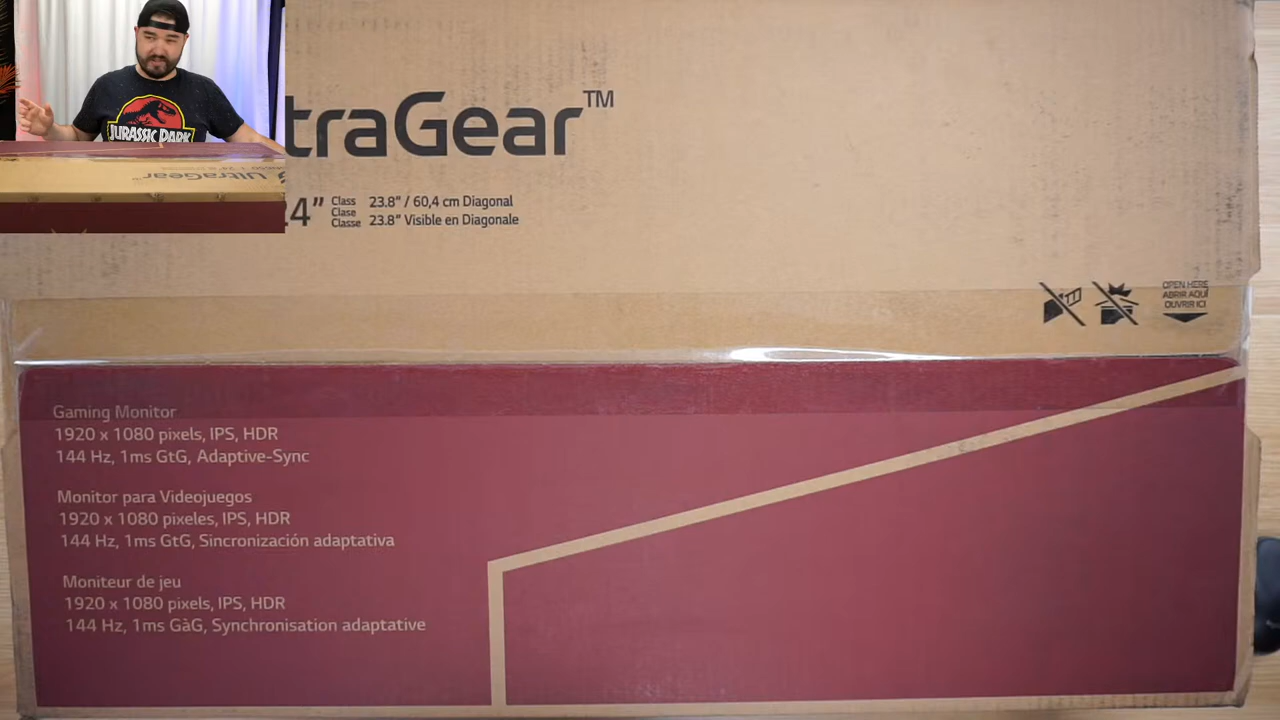 JURASSIC PARK
UltraGear™
traGear™
24” Class 23.8” / 60,4 cm Diagonal
Clase
Classe 23.8” Visible en Diagonale
OPEN HERE
ABRIR AQUÍ
OUVRIR ICI
Gaming Monitor
1920 x 1080 pixels, IPS, HDR
144 Hz, 1ms GtG, Adaptive-Sync
Monitor para Videojuegos
1920 x 1080 pixeles, IPS, HDR
144 Hz, 1ms GtG, Sincronización adaptativa
Moniteur de jeu
1920 x 1080 pixels, IPS, HDR
144 Hz, 1ms GàG, Synchronisation adaptative